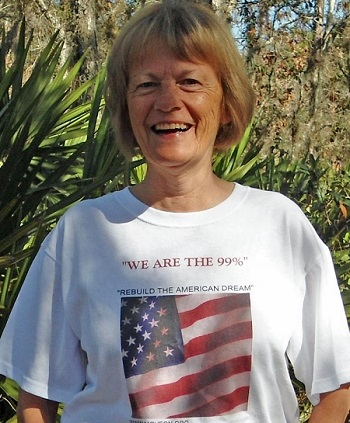 "WE ARE THE 99%"
"REBUILD THE AMERICAN DREAM"